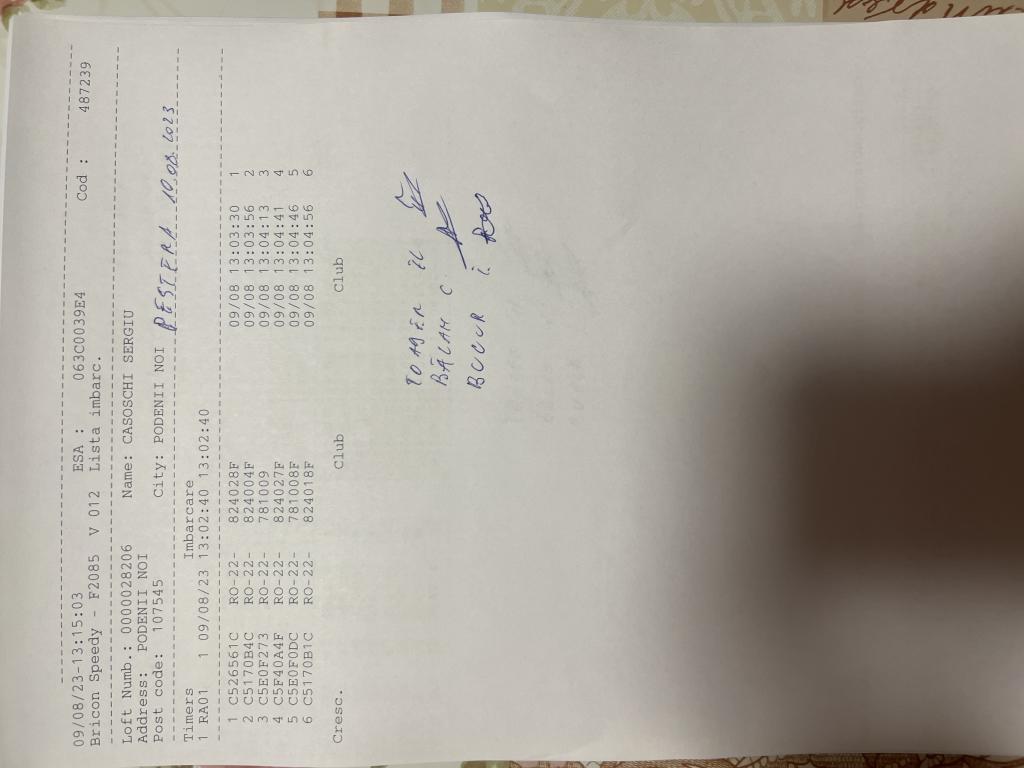 09/08/23-13:15:03 ESA : 063C0039E4 Cod : 487239
Bricon Speedy - F2085 V 012 Lista imbarc.
Loft Numb.: 0000028206 Name: CASOSCHI SERGIU
Address: PODENII NOI
Post code: 107545 City: PODENII NOI PESTERA 10.08.2023
Timers Imbarcare
1 RA01 1 09/08/23 13:02:40 13:02:40
1 C526561C RO-22- 824028F 09/08 13:03:30 1
2 C5170B4C RO-22- 824004F 09/08 13:03:56 2
3 C5E0F273 RO-22- 781009 09/08 13:04:13 3
4 C5F40A4F RO-22- 824027F 09/08 13:04:41 4
5 C5E0F0DC RO-22- 781008F 09/08 13:04:46 5
6 C5170B1C RO-22- 824018F 09/08 13:04:56 6
Cresc. Club Club
BĂLAN C
BUCUR I.